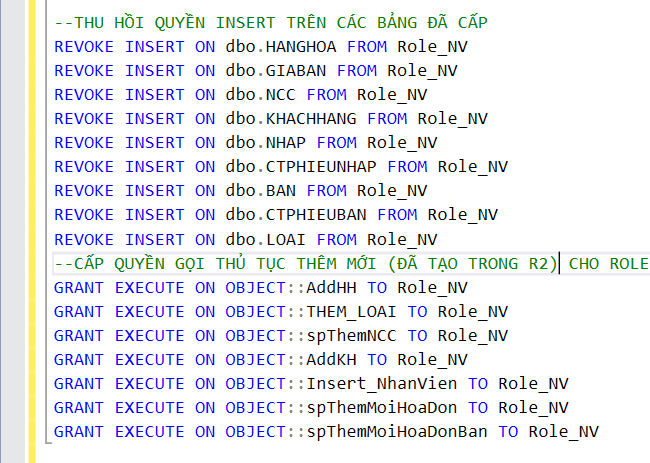 --THU HỒI QUYỀN INSERT TRÊN CÁC BẢNG ĐÃ CẤP
REVOKE INSERT ON dbo.HANGHOA FROM Role_NV
REVOKE INSERT ON dbo.GIABAN FROM Role_NV
REVOKE INSERT ON dbo.NCC FROM Role_NV
REVOKE INSERT ON dbo.KHACHHANG FROM Role_NV
REVOKE INSERT ON dbo.NHAP FROM Role_NV
REVOKE INSERT ON dbo.CTPHIEUNHAP FROM Role_NV
REVOKE INSERT ON dbo.BAN FROM Role_NV
REVOKE INSERT ON dbo.CTPHIEUBAN FROM Role_NV
REVOKE INSERT ON dbo.LOAI FROM Role_NV
--CẤP QUYỀN GỌI THỦ TỤC THÊM MỚI (ĐÃ TẠO TRONG R2) CHO ROLE
GRANT EXECUTE ON OBJECT::AddHH TO Role_NV
GRANT EXECUTE ON OBJECT::THEM_LOAI TO Role_NV
GRANT EXECUTE ON OBJECT::spThemNCC TO Role_NV
GRANT EXECUTE ON OBJECT::AddKH TO Role_NV
GRANT EXECUTE ON OBJECT::Insert_NhanVien TO Role_NV
GRANT EXECUTE ON OBJECT::spThemMoiHoaDon TO Role_NV
GRANT EXECUTE ON OBJECT::spThemMoiHoaDonBan TO Role_NV